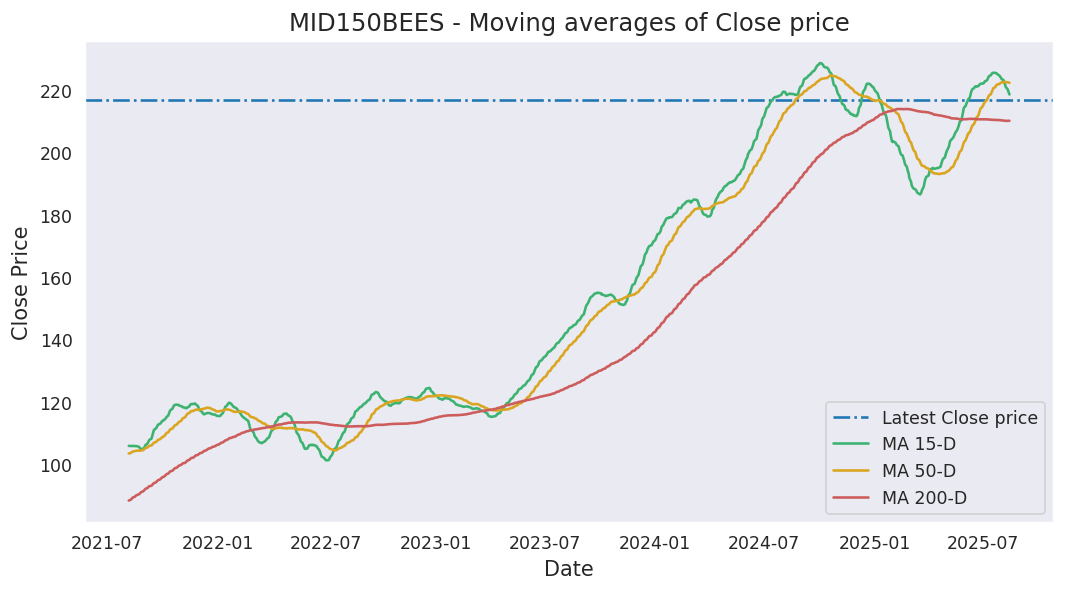 MID150BEES - Moving averages of Close price
Close Price
220
200
180
160
140
120
100
Latest Close price
MA 15-D
MA 50-D
MA 200-D
2021-07 2022-01 2022-07 2023-01 2023-07 2024-01 2024-07 2025-01 2025-07
Date